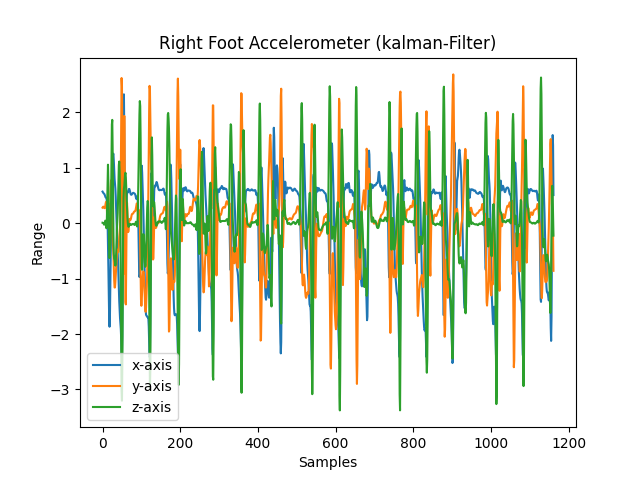 Right Foot Accelerometer (kalman-Filter)
Range
2
1
0
−1
−2
−3
x-axis
y-axis
z-axis
0 200 400 600 800 1000 1200
Samples